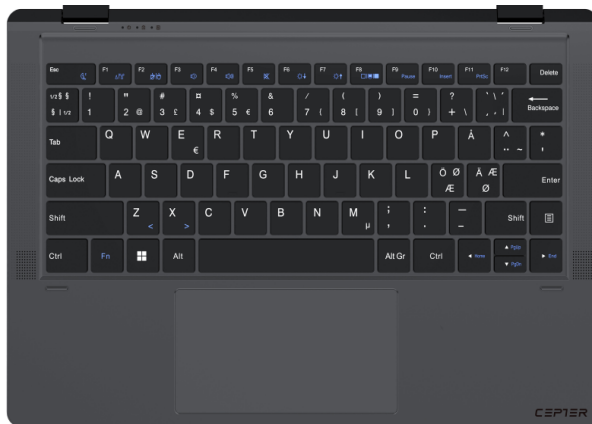 Esc F1 F2 F3 F4 F5 F6 F7 F8 F9 Pause F10 Insert F11 PrtSc F12 Delete
1/2 § § ! " # ¤ % & / ( ) = ? ` \ ´ Backspace
§ | 1/2 1 2 @ 3 £ 4 $ 5 € 6 7 { 8 [ 9 ] 0 } + \ , . |
Tab Q W E € R T Y U I O P Å ^ ¨ ~ * '
Caps Lock A S D F G H J K L Ö Ø Æ Ä Æ Ø Enter
Shift Z < X > C V B N M µ ; , : . _ - Shift
Ctrl Fn Alt Alt Gr Ctrl Home PgUp PgDn End
CEPTER